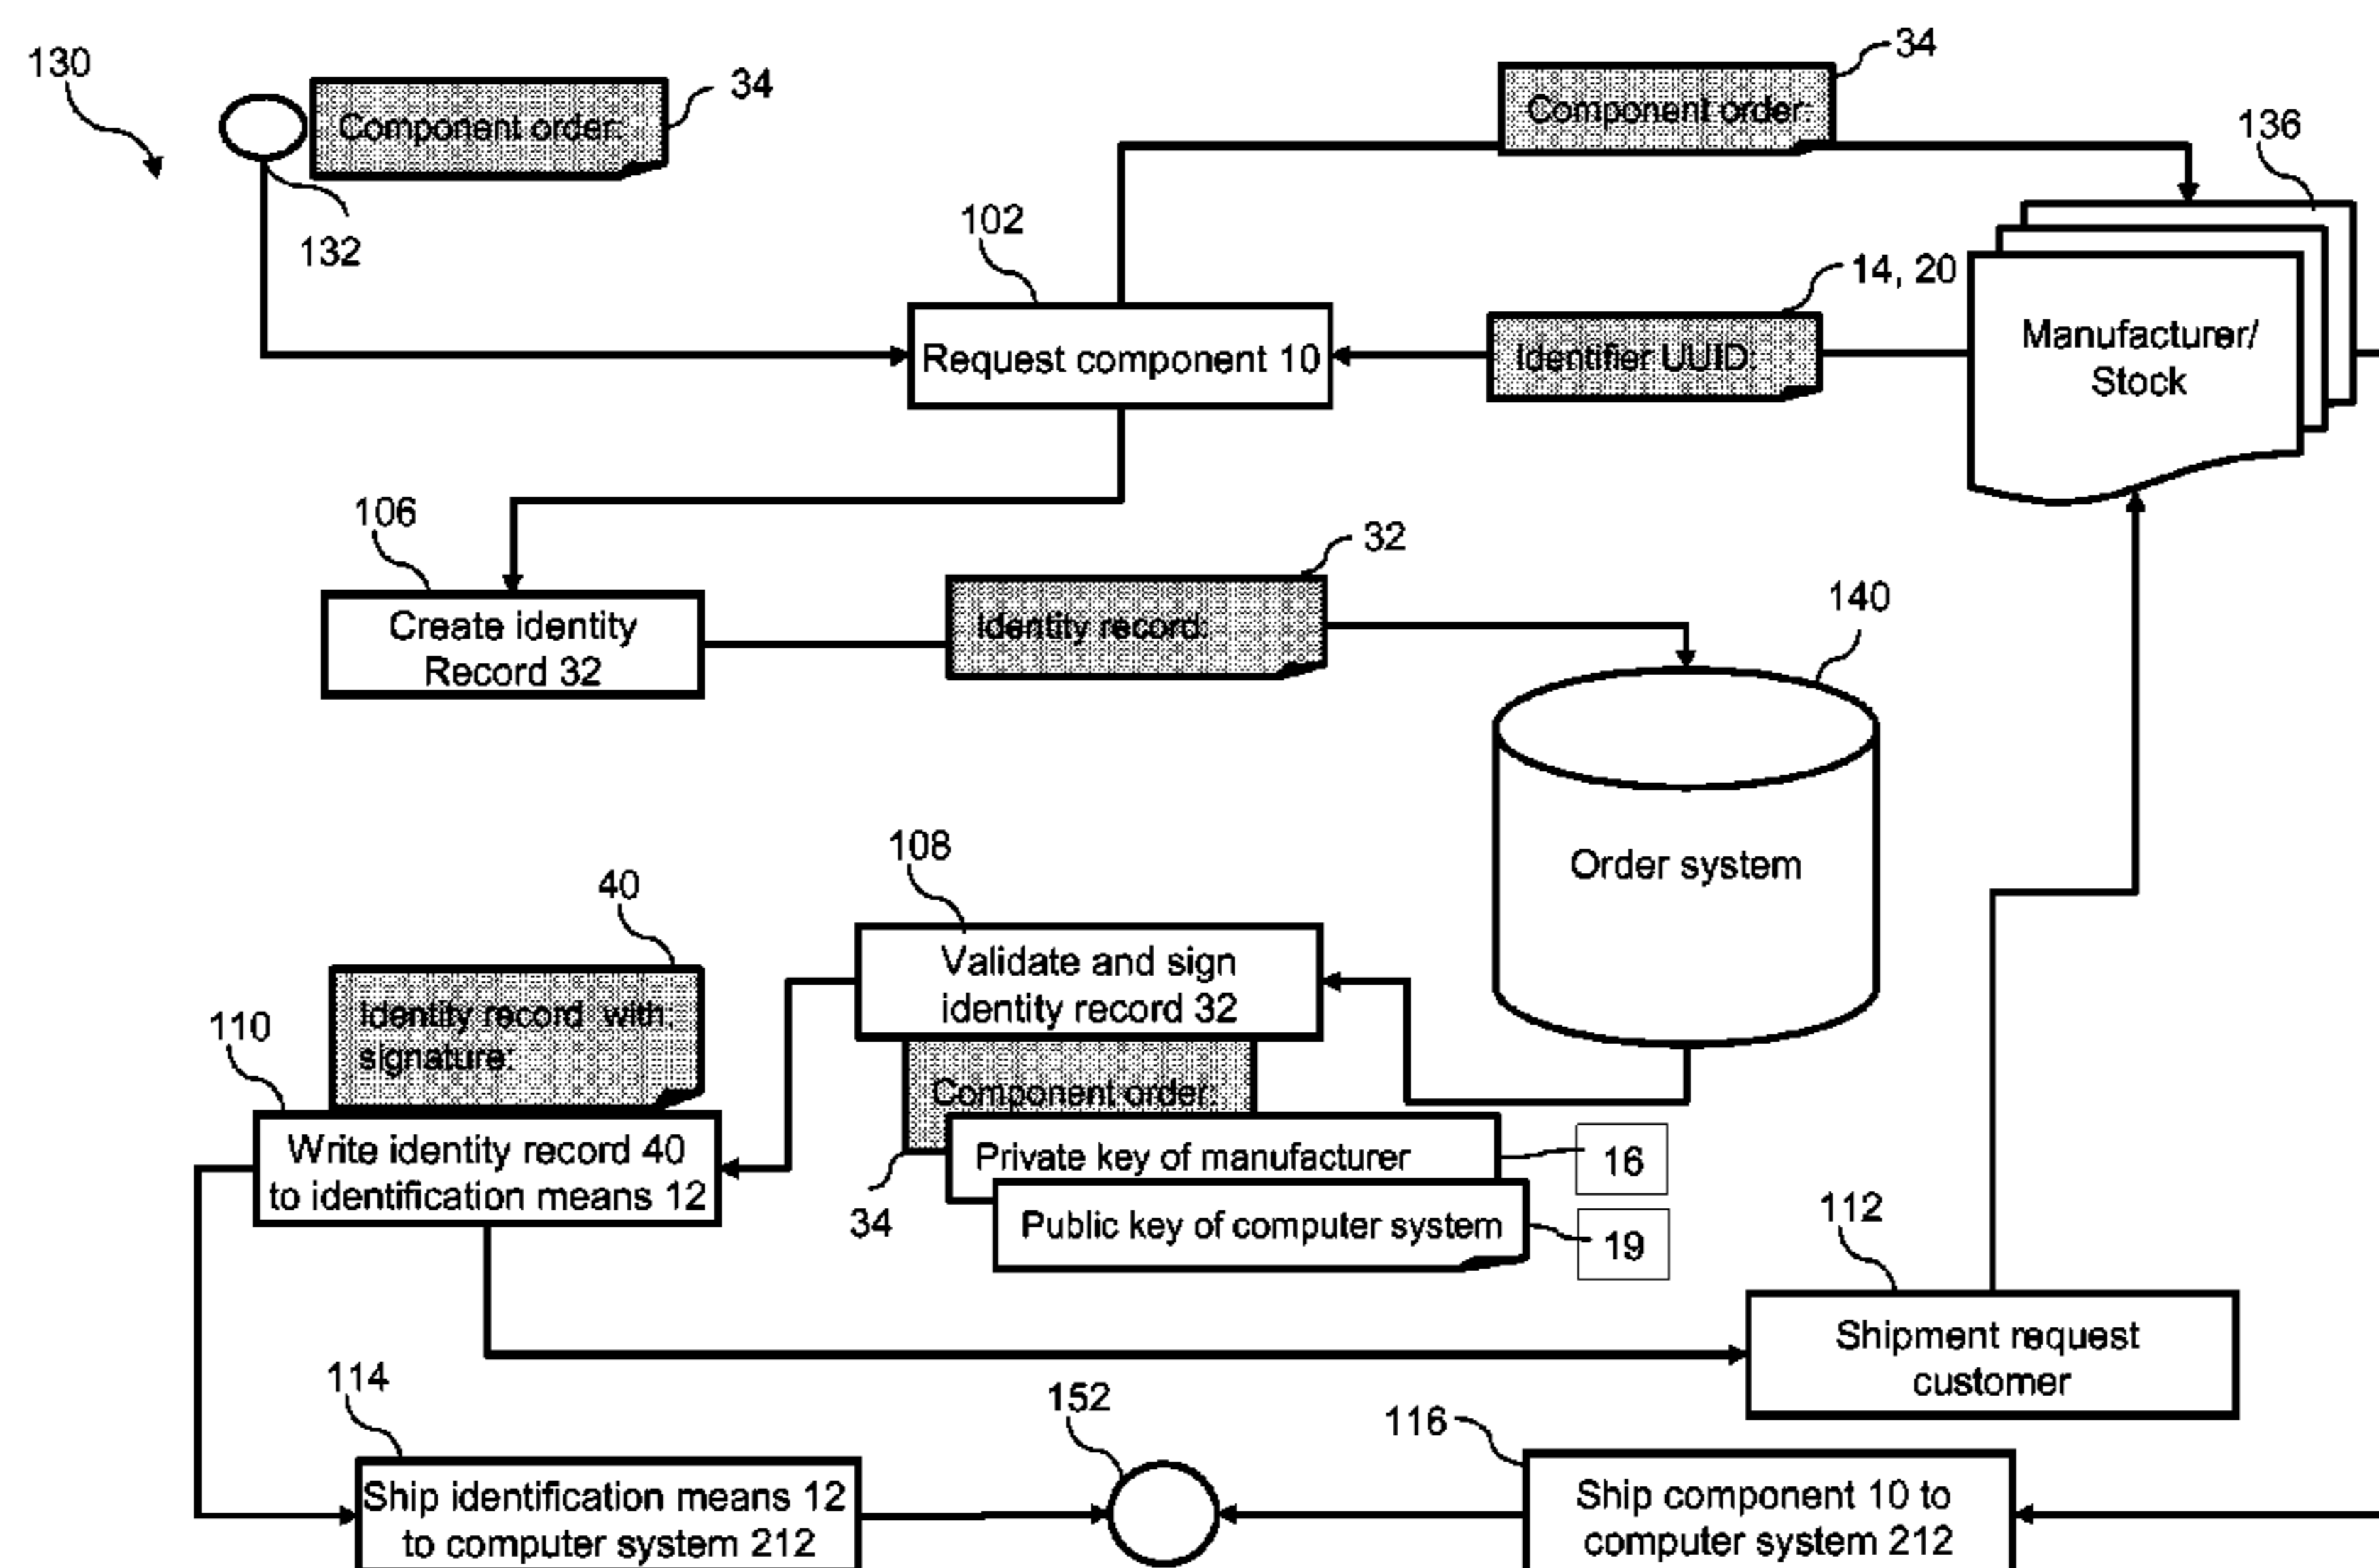 130
34
Component order:
132
34
Component order:
136
102
14, 20
Request component 10
Identifier UUID:
Manufacturer/
Stock
106
32
Create identity
Record 32
Identity record:
140
Order system
108
40
Validate and sign
identity record 32
110
Identity record with
signature:
Component order:
Write identity record 40
to identification means 12
34
Private key of manufacturer
16
Public key of computer system
19
112
Shipment request
customer
114
152
116
Ship identification means 12
to computer system 212
Ship component 10 to
computer system 212